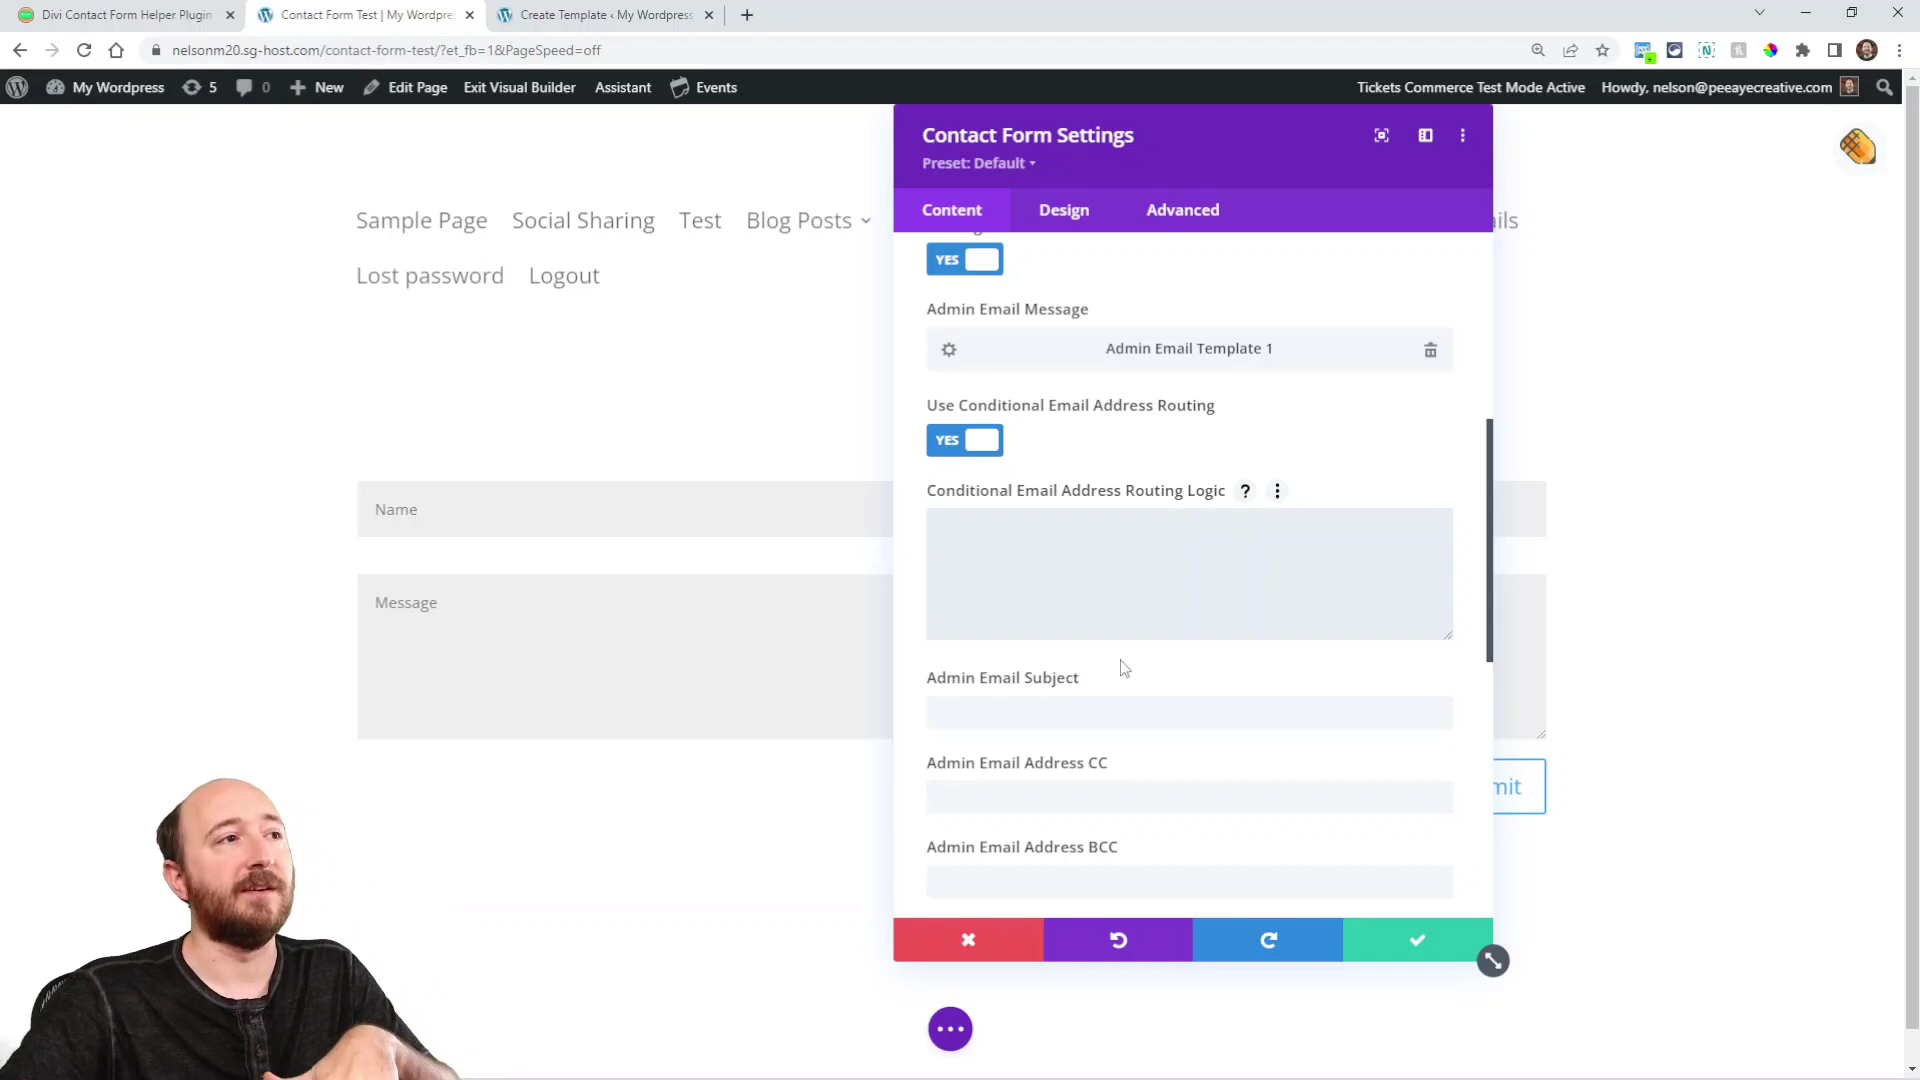 Divi Contact Form Helper Plugin
Contact Form Test | My Wordpre
Create Template ‹ My Wordpress
nelsonm20.sg-host.com/contact-form-test/?et_fb=1&PageSpeed=off
My Wordpress 5 0 New Edit Page Exit Visual Builder Assistant Events Tickets Commerce Test Mode Active Howdy, nelson@peeayecreative.com
Contact Form Settings
Preset: Default
Content Design Advanced
Sample Page Social Sharing Test Blog Posts ails
Lost password Logout
YES
Admin Email Message
Admin Email Template 1
Use Conditional Email Address Routing
YES
Conditional Email Address Routing Logic ?
Name
Message
Admin Email Subject
Admin Email Address CC
mit
Admin Email Address BCC